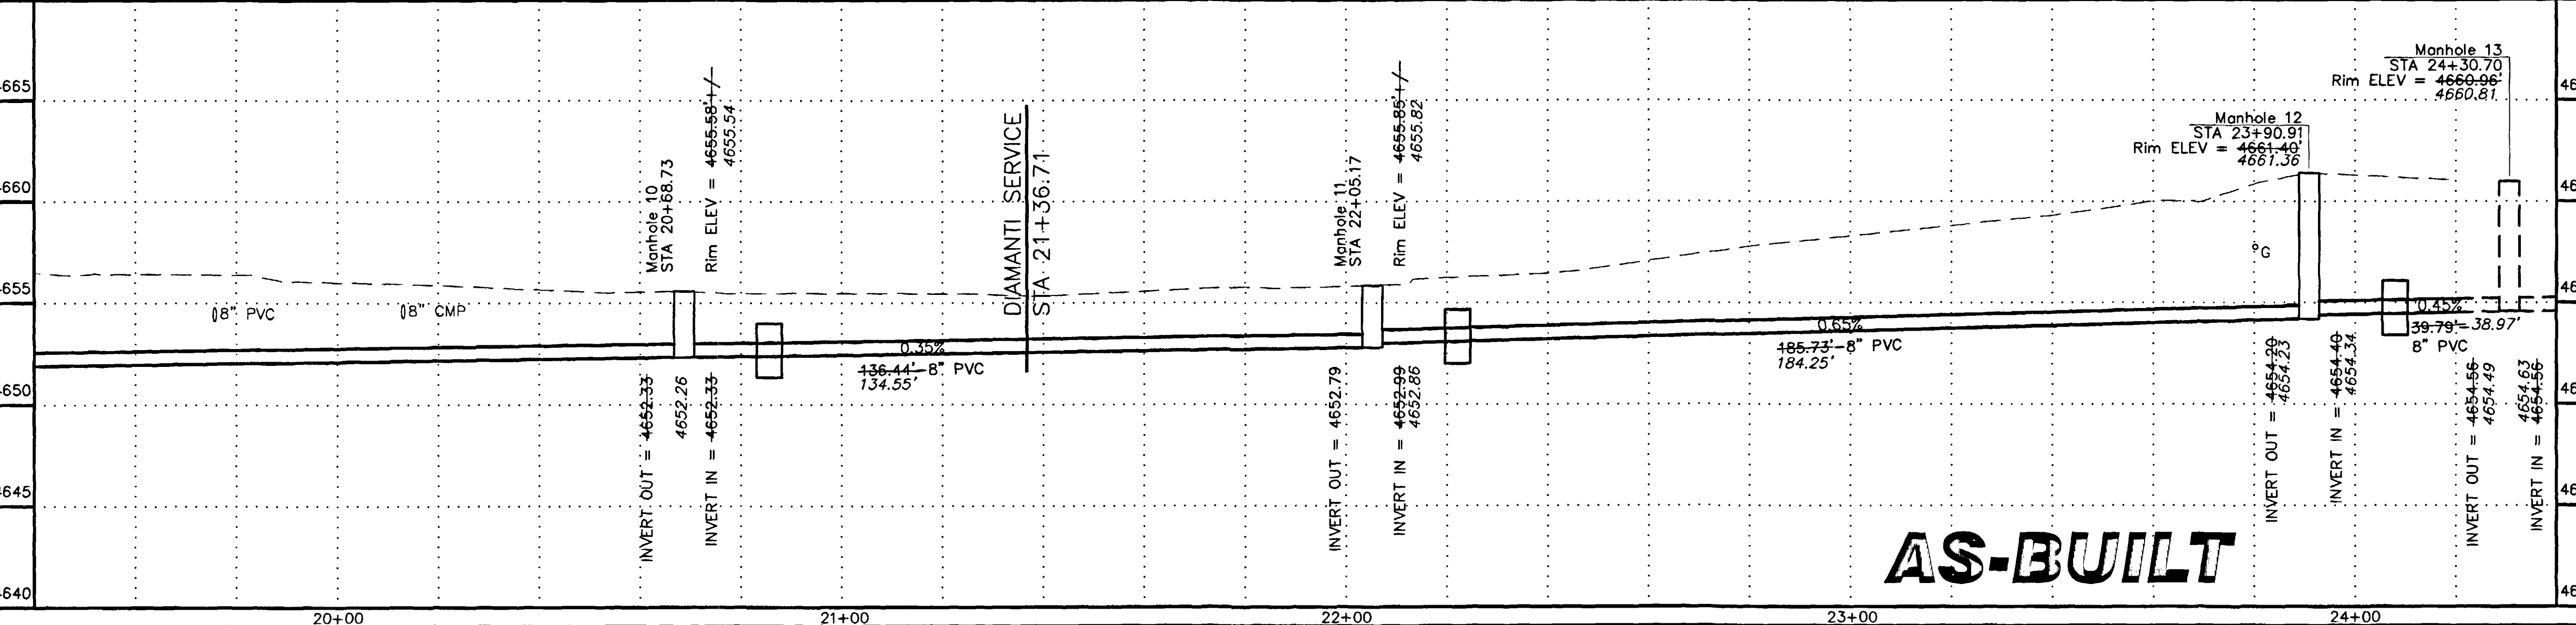 Manhole 13
STA 24+30.70
Rim ELEV = 4660.96'
4660.81
Manhole 12
STA 23+90.91
Rim ELEV = 4661.40'
4661.36
Manhole 10
STA 20+68.73
Rim ELEV = 4655.58'+/-
4655.54
DIAMANTI SERVICE
STA 21+36.71
Manhole 11
STA 22+05.17
Rim ELEV = 4655.85'+/-
4655.82
665
660
655
650
645
640
8" PVC
8" CMP
G
0.35%
136.44'-8" PVC
134.55'
0.65%
185.73'-8" PVC
184.25'
0.45%
39.79'- 38.97'
8" PVC
INVERT OUT = 4652.33
4652.26
INVERT IN = 4652.33
INVERT OUT = 4652.79
INVERT IN = 4652.99
4652.86
INVERT OUT = 4654.20
4654.23
INVERT IN = 4654.40
4654.34
INVERT OUT = 4654.56
4654.49
4654.63
INVERT IN = 4654.56
46
46
46
46
46
46
AS-BUILT
20+00
21+00
22+00
23+00
24+00